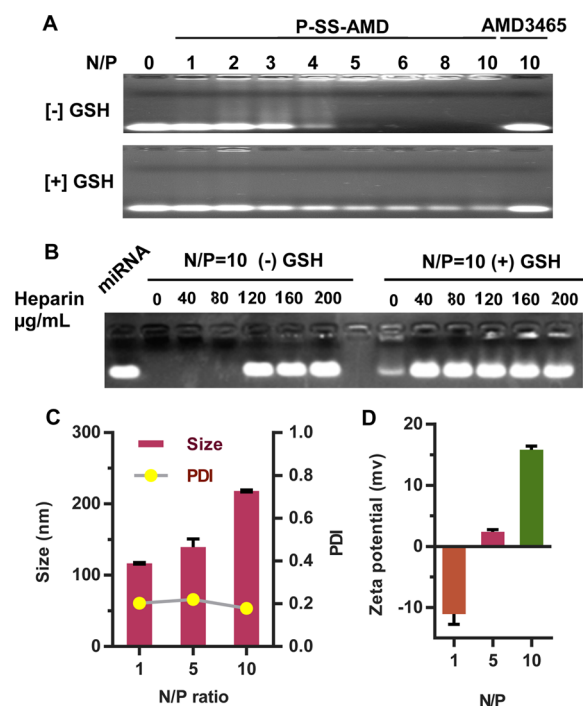 A
P-SS-AMD AMD3465
N/P 0 1 2 3 4 5 6 8 10 10
[-] GSH
[+] GSH
B
miRNA
N/P=10 (-) GSH N/P=10 (+) GSH
Heparin
µg/mL
0 40 80 120 160 200 0 40 80 120 160 200
C
Size (nm)
300
200
100
0
Size
PDI
1.0
0.8
0.6
0.4
0.2
0.0
PDI
1 5 10
N/P ratio
D
Zeta potential (mv)
20
10
0
-10
1 5 10
N/P